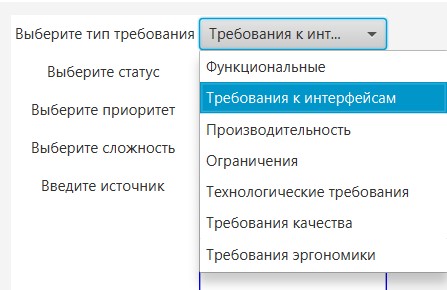 Выберите тип требования
Требования к инт...
Функциональные
Выберите статус
Требования к интерфейсам
Выберите приоритет
Производительность
Выберите сложность
Ограничения
Введите источник
Технологические требования
Требования качества
Требования эргономики